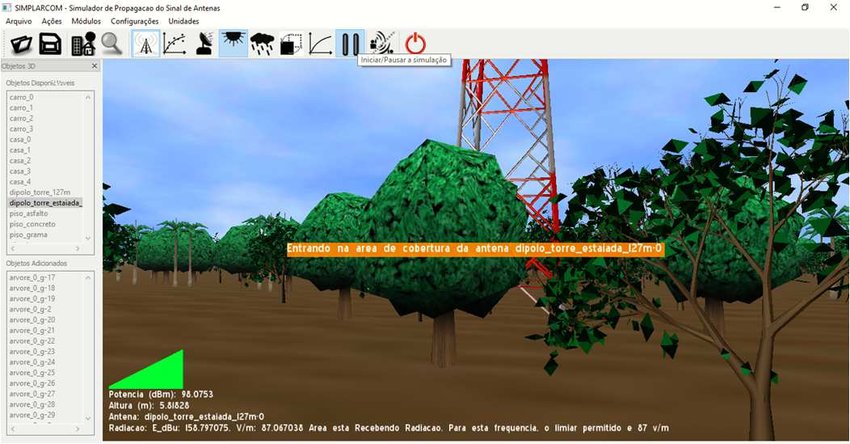 SIMPLARCOM - Simulador de Propagacao do Sinal de Antenas
Arquivo Ações Módulos Configurações Unidades
Iniciar/Pausar a simulação
Objetos 3D
Objetos Disponíveis
carro_0
carro_1
carro_2
carro_3
casa_0
casa_1
casa_2
casa_3
casa_4
dipolo_torre_127m
dipolo_torre_estaiada_
piso_asfalto
piso_concreto
piso_grama
Objetos Adicionados
arvore_0_g-17
arvore_0_g-18
arvore_0_g-19
arvore_0_g-2
arvore_0_g-20
arvore_0_g-21
arvore_0_g-22
arvore_0_g-23
arvore_0_g-24
arvore_0_g-25
arvore_0_g-26
arvore_0_g-27
arvore_0_g-28
arvore_0_g-29
Entrando na area de cobertura da antena dipolo_torre_estaiada_127m-0
Potencia (dBm): 98.0753
Altura (m): 5.81828
Antena: dipolo_torre_estaiada_127m-0
Radiacao: E_dBu: 158.797075, V/m: 87.067038 Area esta Recebendo Radiacao. Para esta frequencia, o limiar permitido e 87 v/m